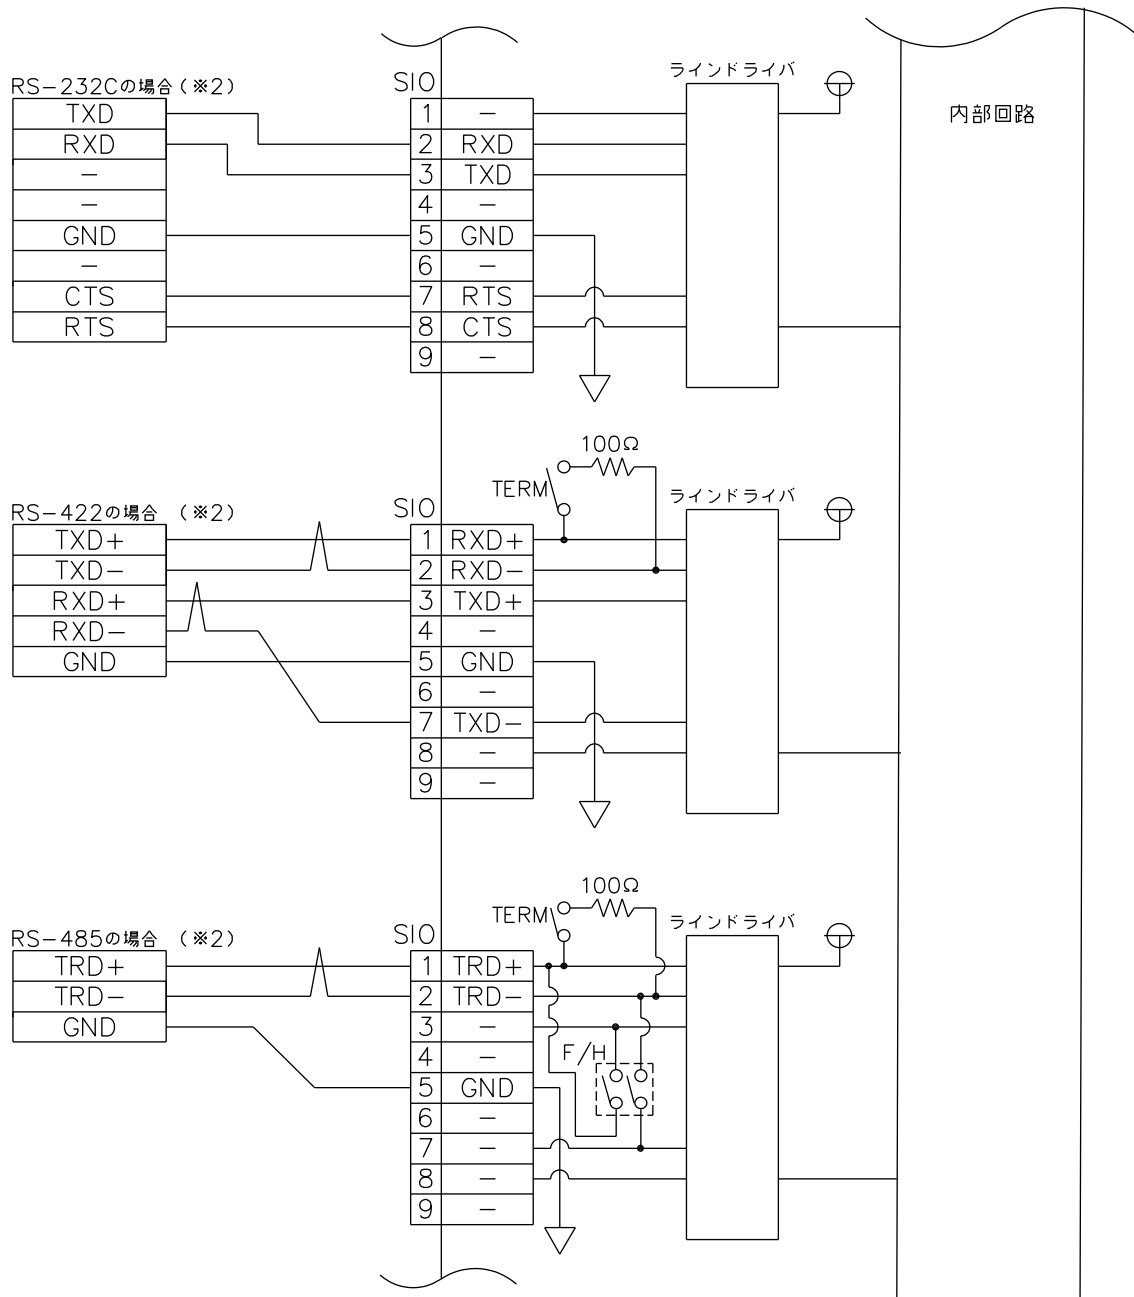 ラインドライバ
SIO
RS-232Cの場合(※2)
内部回路
TXD 1 -
RXD 2 RXD
- 3 TXD
- 4 -
GND 5 GND
- 6 -
CTS 7 RTS
RTS 8 CTS
9 -
100Ω
TERM
ラインドライバ
SIO
RS-422の場合 (※2)
TXD+ 1 RXD+
TXD- 2 RXD-
RXD+ 3 TXD+
RXD- 4 -
GND 5 GND
6 -
7 TXD-
8 -
9 -
100Ω
TERM
ラインドライバ
SIO
RS-485の場合 (※2)
TRD+ 1 TRD+
TRD- 2 TRD-
GND 3 -
4 -
F/H
5 GND
6 -
7 -
8 -
9 -